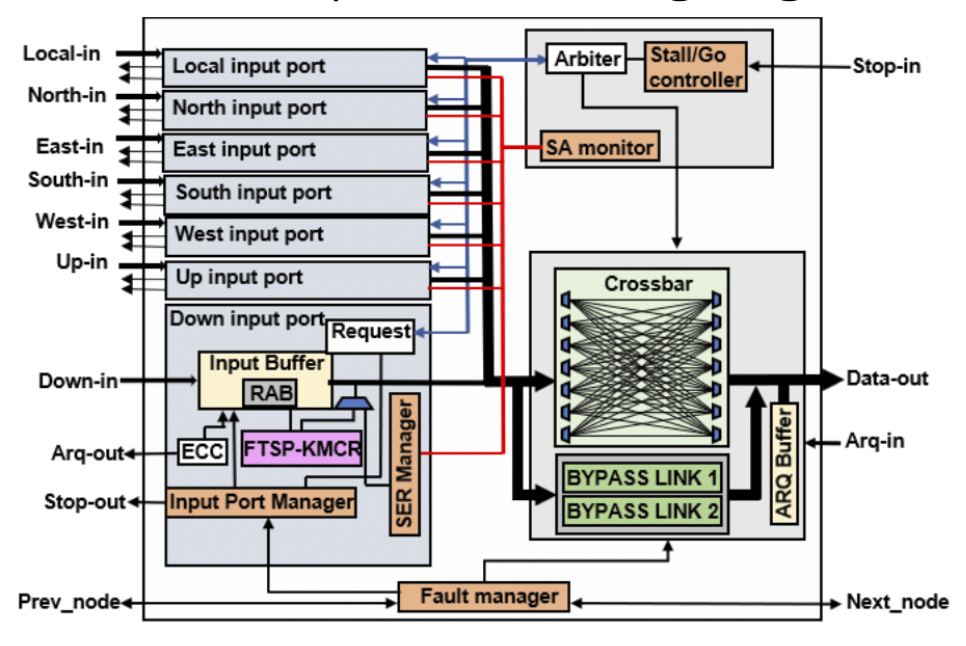 Local-in
North-in
East-in
South-in
West-in
Up-in
Down-in
Arq-out
Stop-out
Prev_node
Local input port
North input port
East input port
South input port
West input port
Up input port
Down input port
Request
Input Buffer
RAB
ECC
FTSP-KMCR
SER Manager
Input Port Manager
Fault manager
Arbiter
Stall/Go
controller
SA monitor
Crossbar
BYPASS LINK 1
BYPASS LINK 2
ARQ Buffer
Stop-in
Data-out
Arq-in
Next_node